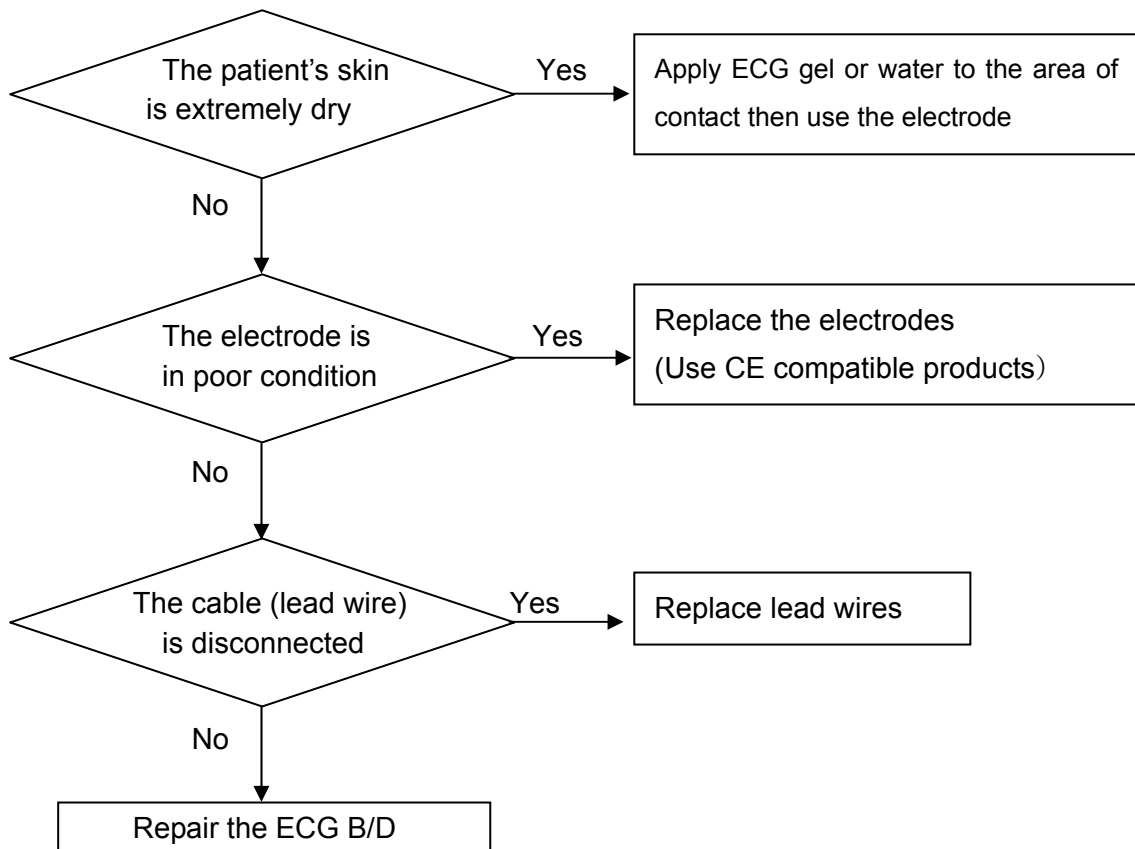 The patient’s skin
is extremely dry
Yes
Apply ECG gel or water to the area of
contact then use the electrode
No
The electrode is
in poor condition
Yes
Replace the electrodes
(Use CE compatible products）
No
The cable (lead wire)
is disconnected
Yes
Replace lead wires
No
Repair the ECG B/D